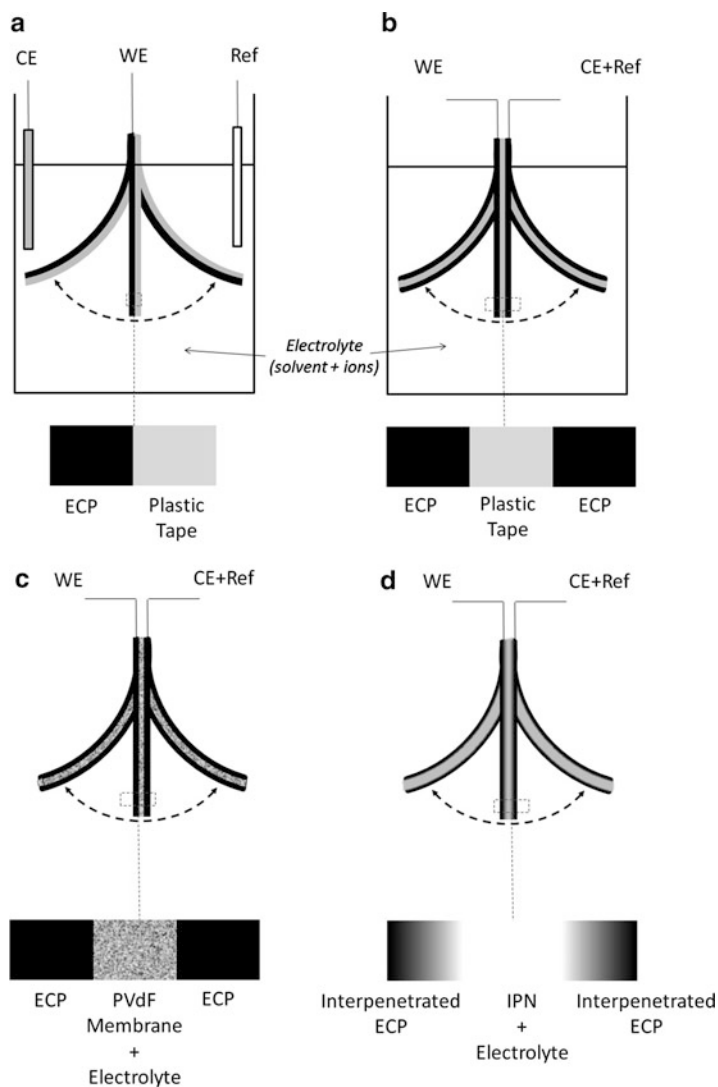 a
b
CE
WE
Ref
WE
CE+Ref
Electrolyte
(solvent + ions)
ECP
Plastic
Tape
ECP
Plastic
Tape
ECP
c
d
WE
CE+Ref
WE
CE+Ref
ECP
PVdF
Membrane
+
Electrolyte
ECP
Interpenetrated
ECP
IPN
+
Electrolyte
Interpenetrated
ECP